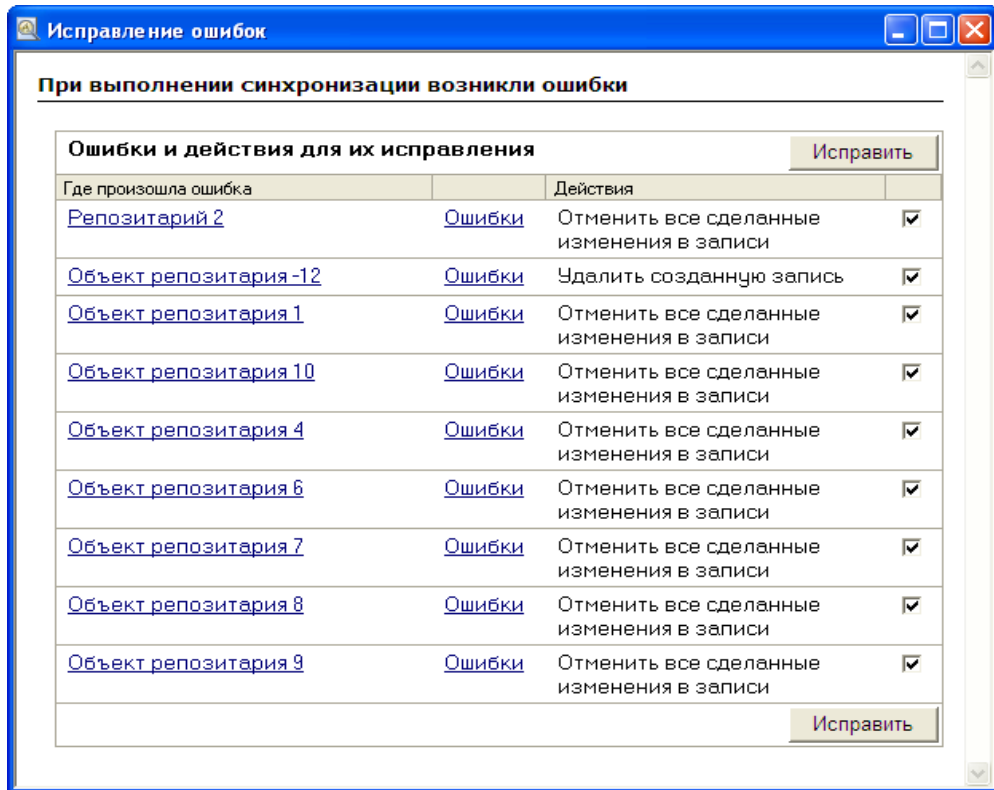 Исправление ошибок
При выполнении синхронизации возникли ошибки
Ошибки и действия для их исправления
Исправить
Где произошла ошибка Действия
Репозитарий 2 Ошибки Отменить все сделанные
изменения в записи
Объект репозитария -12 Ошибки Удалить созданную запись
Объект репозитария 1 Ошибки Отменить все сделанные
изменения в записи
Объект репозитария 10 Ошибки Отменить все сделанные
изменения в записи
Объект репозитария 4 Ошибки Отменить все сделанные
изменения в записи
Объект репозитария 6 Ошибки Отменить все сделанные
изменения в записи
Объект репозитария 7 Ошибки Отменить все сделанные
изменения в записи
Объект репозитария 8 Ошибки Отменить все сделанные
изменения в записи
Объект репозитария 9 Ошибки Отменить все сделанные
изменения в записи
Исправить